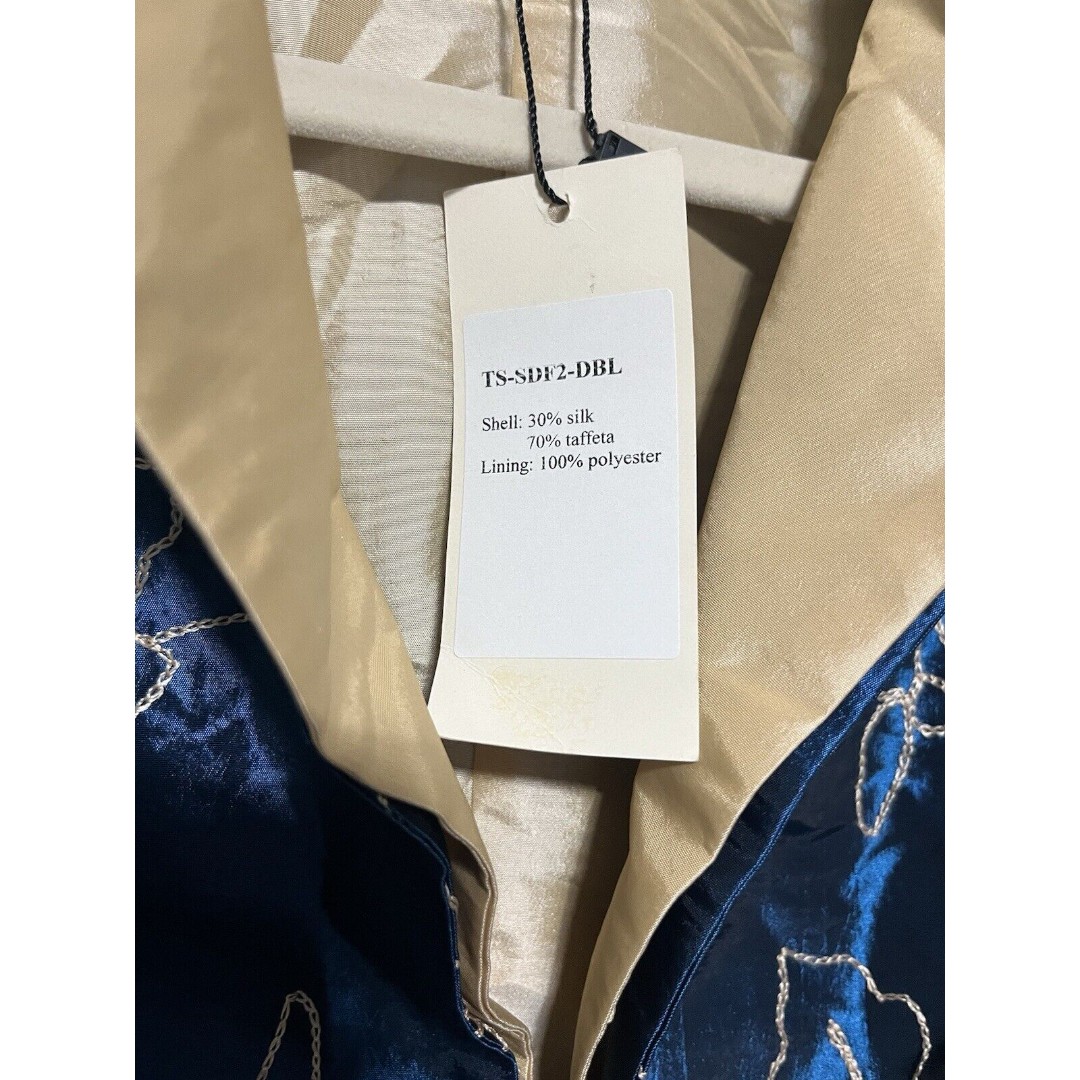 TS-SDF2-DBL
Shell: 30% silk
70% taffeta
Lining: 100% polyester